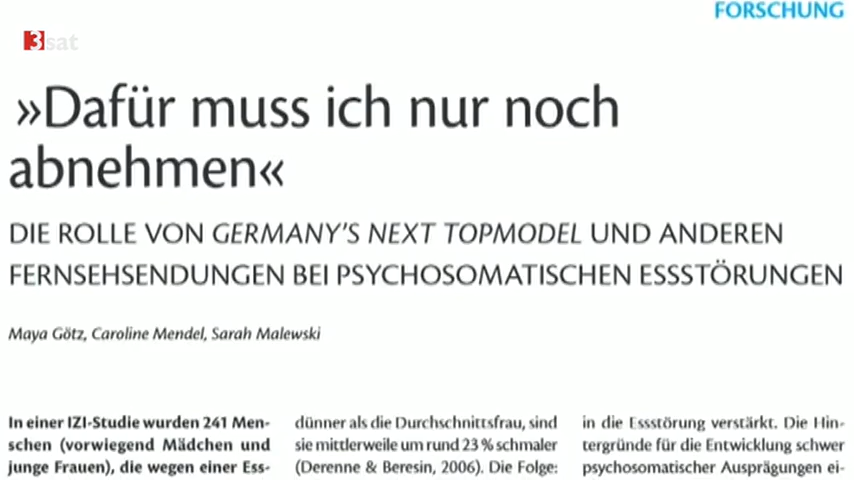 FORSCHUNG
3sat
»Dafür muss ich nur noch
abnehmen«
DIE ROLLE VON GERMANY'S NEXT TOPMODEL UND ANDEREN
FERNSEHSENDUNGEN BEI PSYCHOSOMATISCHEN ESSSTÖRUNGEN
Maya Götz, Caroline Mendel, Sarah Malewski
In einer IZI-Studie wurden 241 Men-
schen (vorwiegend Mädchen und
junge Frauen), die wegen einer Ess-
dünner als die Durchschnittsfrau, sind
sie mittlerweile um rund 23 % schmaler
(Derenne & Beresin, 2006). Die Folge:
in die Essstörung verstärkt. Die Hin-
tergründe für die Entwicklung schwer
psychosomatischer Ausprägungen ei-